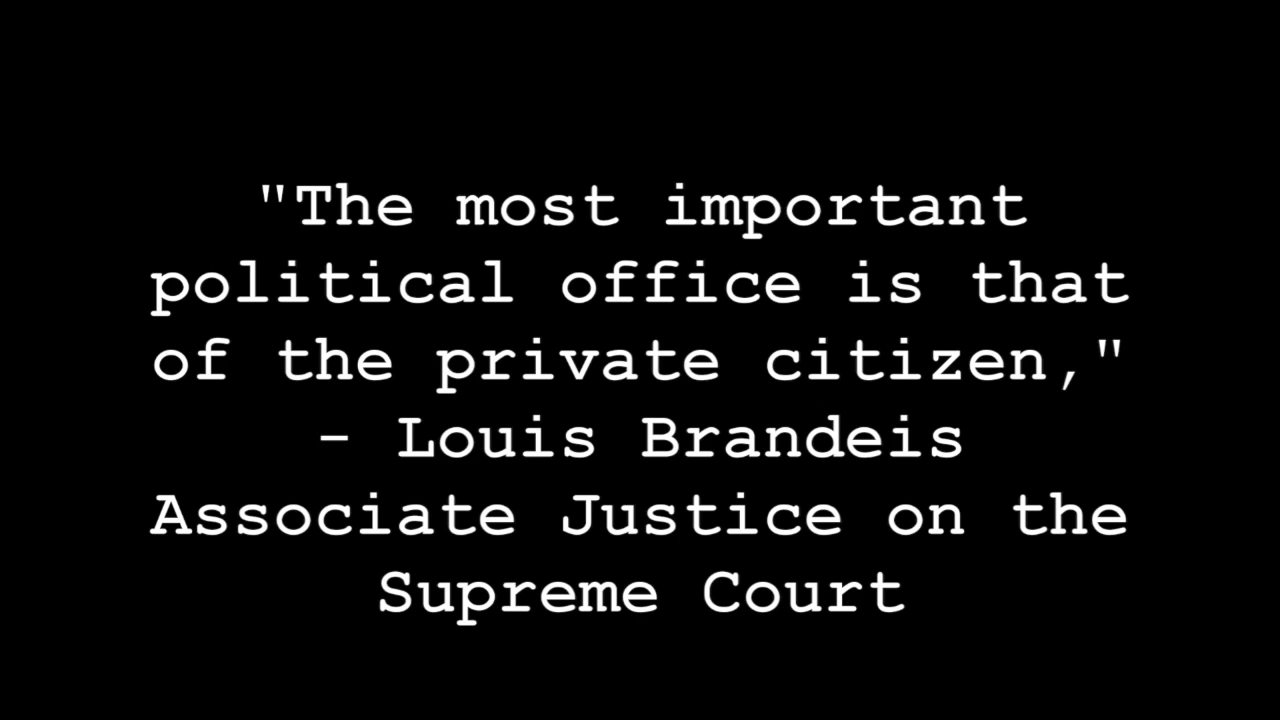 "The most important
political office is that
of the private citizen,"
- Louis Brandeis
Associate Justice on the
Supreme Court